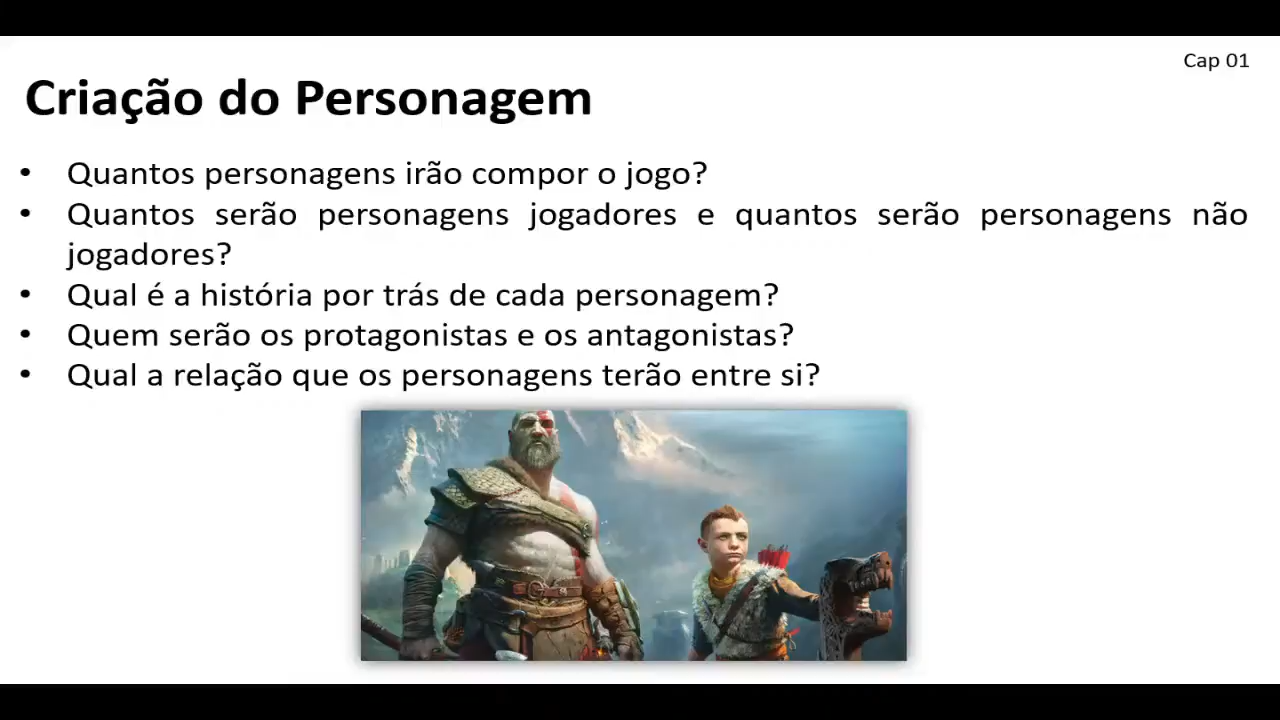 Cap 01
Criação do Personagem
• Quantos personagens irão compor o jogo?
• Quantos serão personagens jogadores e quantos serão personagens não
jogadores?
• Qual é a história por trás de cada personagem?
• Quem serão os protagonistas e os antagonistas?
• Qual a relação que os personagens terão entre si?